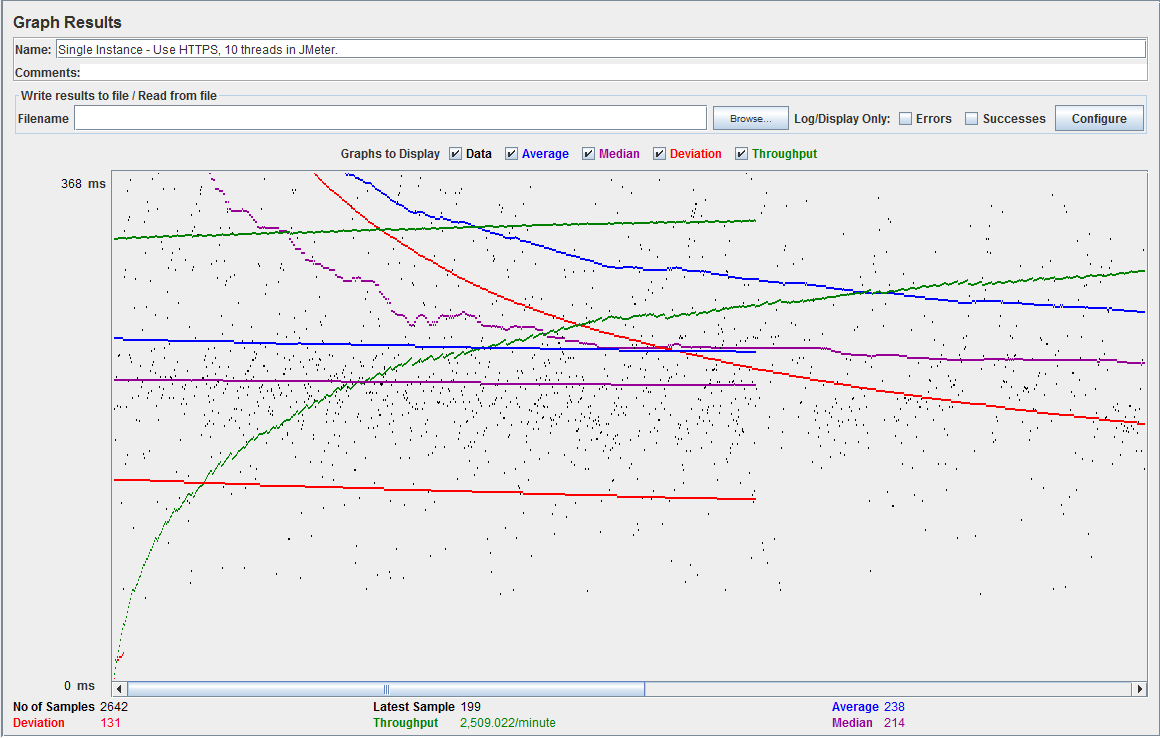 Graph Results
Name: Single Instance - Use HTTPS, 10 threads in JMeter.
Comments:
Write results to file / Read from file
Filename Browse... Log/Display Only: Errors Successes Configure
Graphs to Display Data Average Median Deviation Throughput
368 ms
0 ms
No of Samples 2642 Latest Sample 199 Average 238
Deviation 131 Throughput 2,509.022/minute Median 214